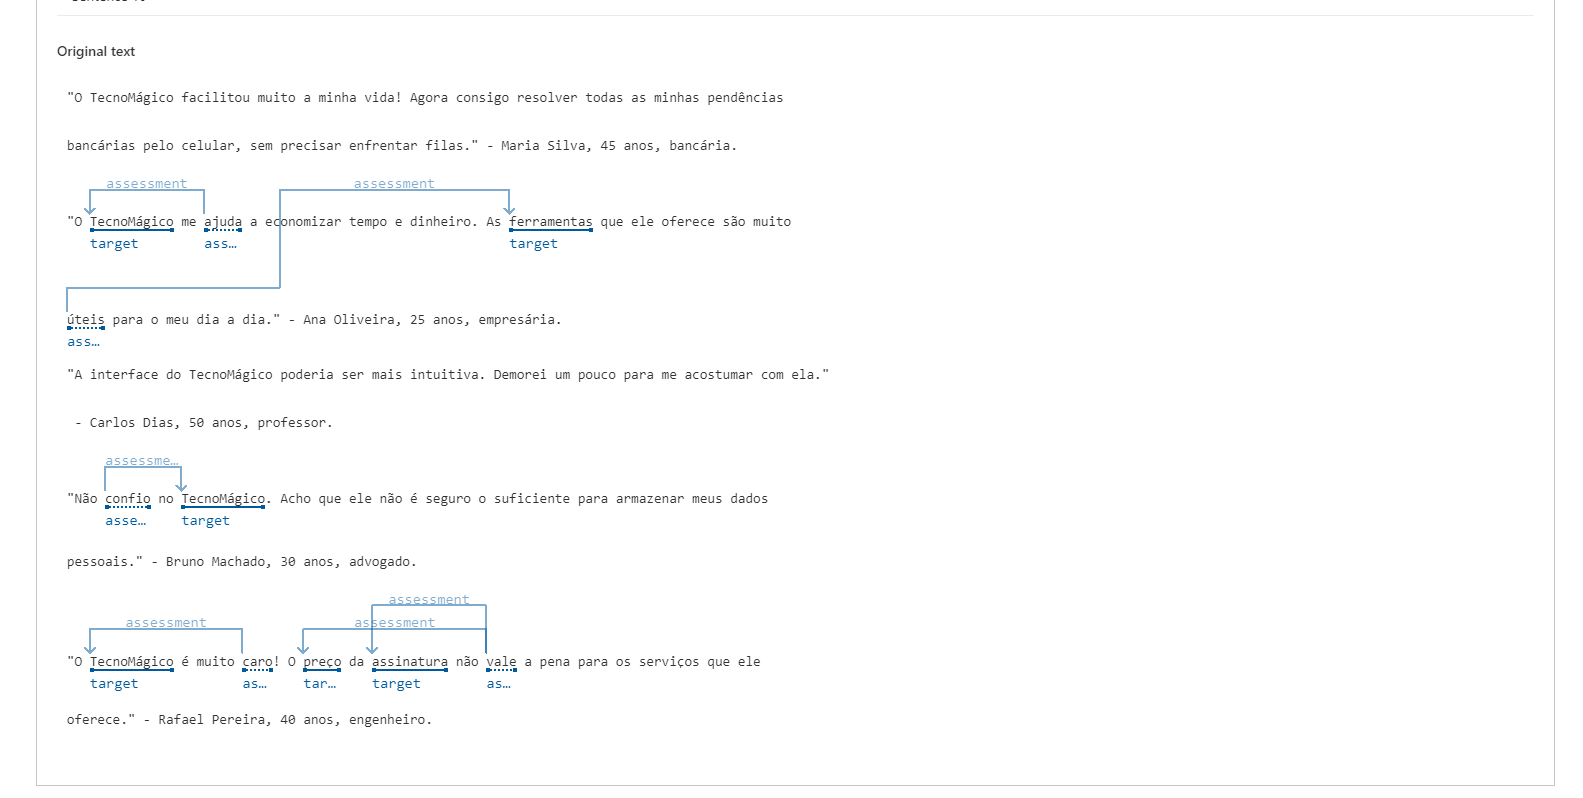 Original text
"O TecnoMágico facilitou muito a minha vida! Agora consigo resolver todas as minhas pendências
bancárias pelo celular, sem precisar enfrentar filas." - Maria Silva, 45 anos, bancária.
assessment assessment
"O TecnoMágico me ajuda a economizar tempo e dinheiro. As ferramentas que ele oferece são muito
target ass… target
úteis para o meu dia a dia." - Ana Oliveira, 25 anos, empresária.
ass…
"A interface do TecnoMágico poderia ser mais intuitiva. Demorei um pouco para me acostumar com ela."
- Carlos Dias, 50 anos, professor.
assessme…
"Não confio no TecnoMágico. Acho que ele não é seguro o suficiente para armazenar meus dados
asse… target
pessoais." - Bruno Machado, 30 anos, advogado.
assessment
assessment assessment
"O TecnoMágico é muito caro! O preço da assinatura não vale a pena para os serviços que ele
target as… tar… target as…
oferece." - Rafael Pereira, 40 anos, engenheiro.